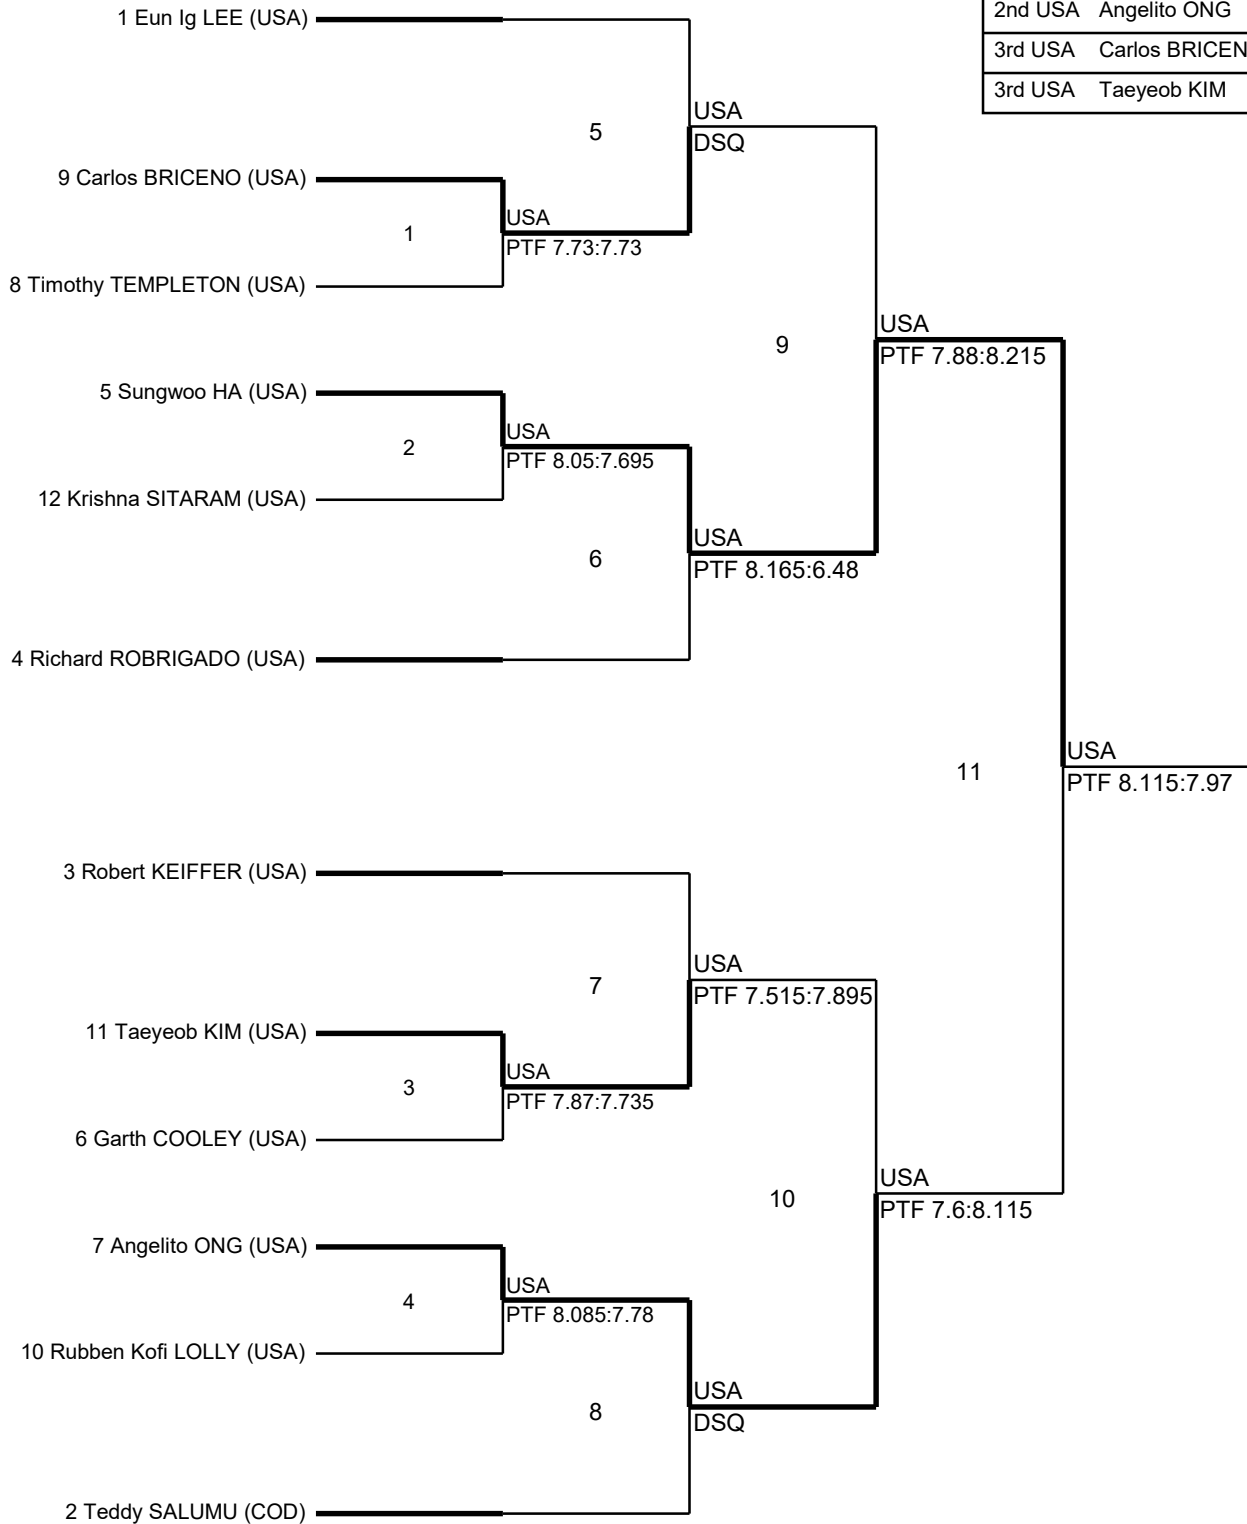 1 Eun Ig LEE (USA)
2nd USA Angelito ONG
3rd USA Carlos BRICEN
3rd USA Taeyeob KIM
USA
5
DSQ
9 Carlos BRICENO (USA)
USA
1
PTF 7.73:7.73
8 Timothy TEMPLETON (USA)
USA
9
PTF 7.88:8.215
5 Sungwoo HA (USA)
USA
2
PTF 8.05:7.695
12 Krishna SITARAM (USA)
USA
6
PTF 8.165:6.48
4 Richard ROBRIGADO (USA)
USA
11
PTF 8.115:7.97
3 Robert KEIFFER (USA)
USA
7
PTF 7.515:7.895
11 Taeyeob KIM (USA)
USA
3
PTF 7.87:7.735
6 Garth COOLEY (USA)
USA
10
PTF 7.6:8.115
7 Angelito ONG (USA)
USA
4
PTF 8.085:7.78
10 Rubben Kofi LOLLY (USA)
USA
8
DSQ
2 Teddy SALUMU (COD)